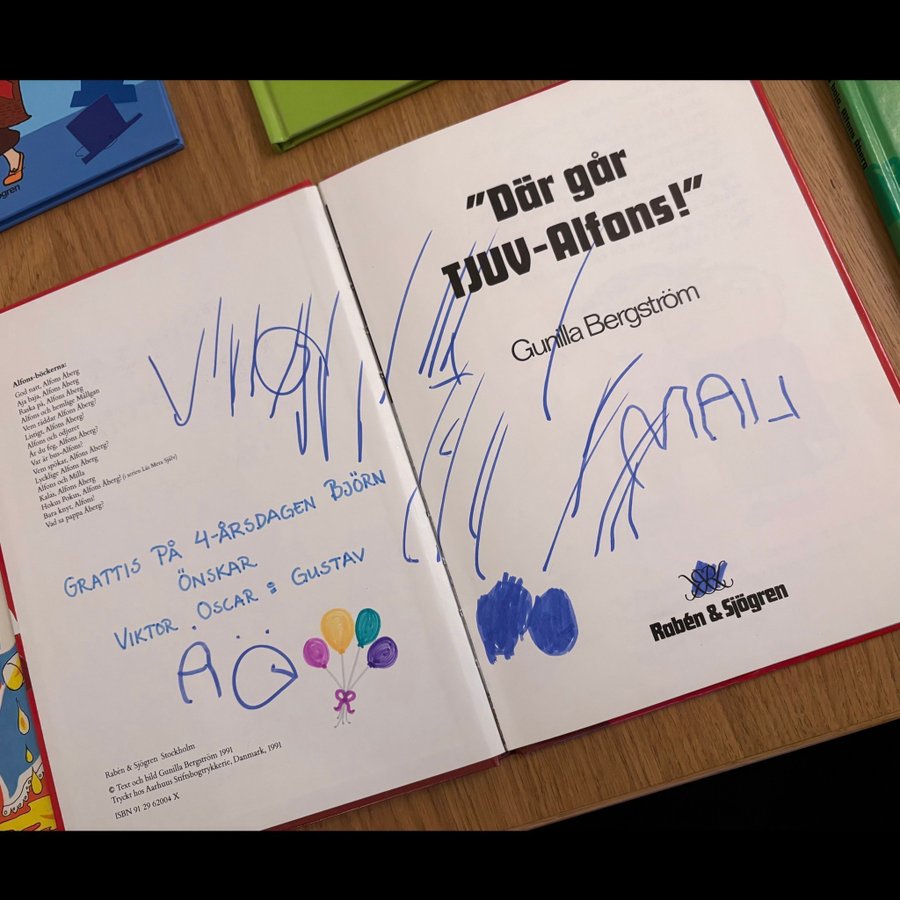 Alfons-böckerna:
God natt, Alfons Åberg
Aja baja, Alfons Åberg
Raska på, Alfons Åberg
Alfons och hemlige Mållgan
Vem räddar Alfons Åberg?
Listigt, Alfons Åberg!
Alfons och odjuret
Är du feg, Alfons Åberg?
Var är bus-Alfons?
Vem spökar, Alfons Åberg?
Lycklige Alfons Åberg
Alfons och Milla
Kalas, Alfons Åberg!
Hokus Pokus, Alfons Åberg! (i serien Läs Mera Själv)
Bara knyt, Alfons!
Vad sa pappa Åberg?
GRATTIS PÅ 4-ÅRSDAGEN BJÖRN
ÖNSKAR
VIKTOR, OSCAR & GUSTAV
Rabén & Sjögren Stockholm
© Text och bild Gunilla Bergström 1991
Tryckt hos Aarhuus Stiftsbogtrykkerie, Danmark, 1991
ISBN 91 29 62004 X
"Där går
TJUV-Alfons!"
Gunilla Bergström
Rabén & Sjögren